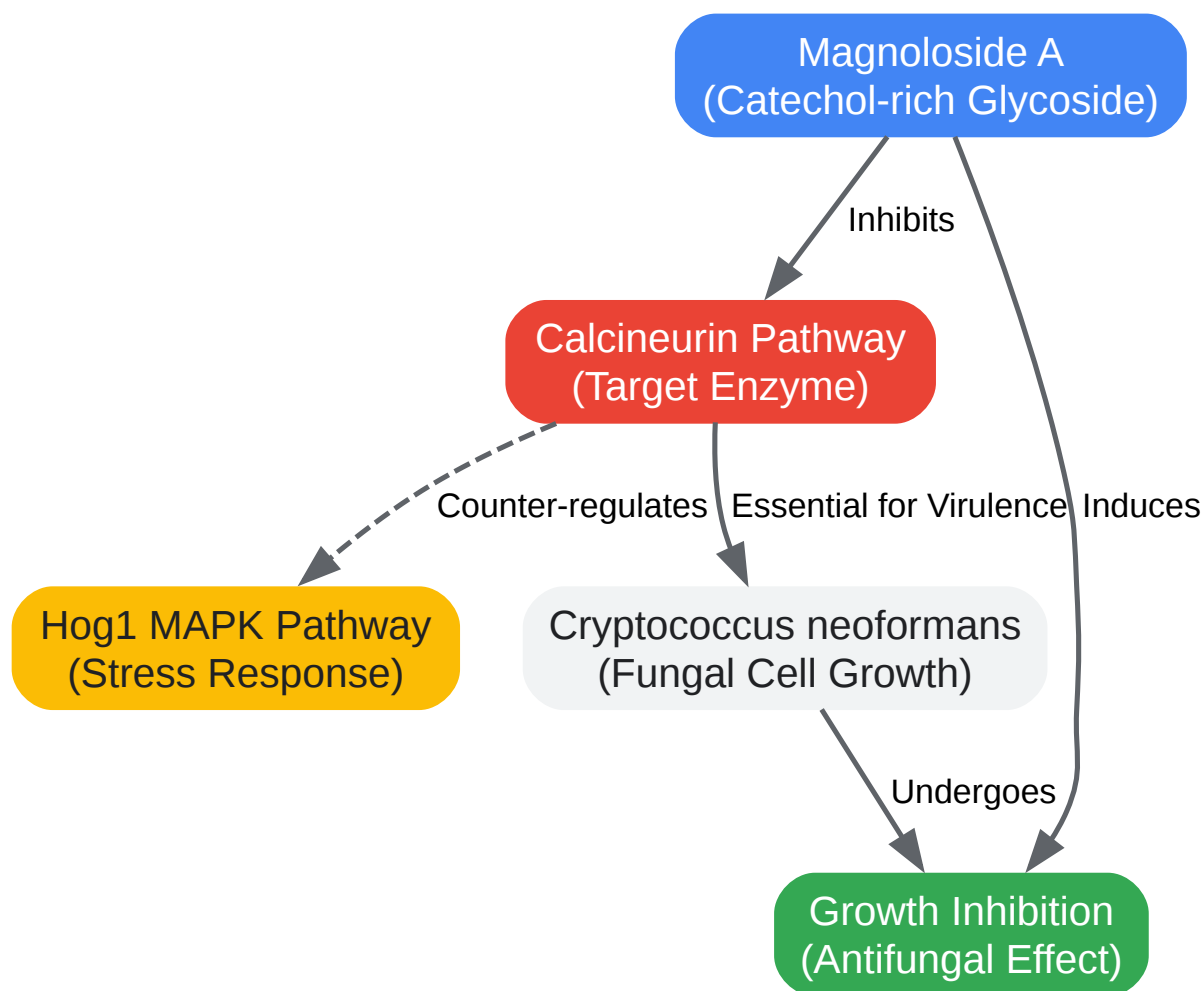 Magnoloside A
(Catechol-rich Glycoside)
Inhibits
Calcineurin Pathway
(Target Enzyme)
Counter-regulates
Essential for Virulence
Induces
Hog1 MAPK Pathway
(Stress Response)
Cryptococcus neoformans
(Fungal Cell Growth)
Undergoes
Growth Inhibition
(Antifungal Effect)